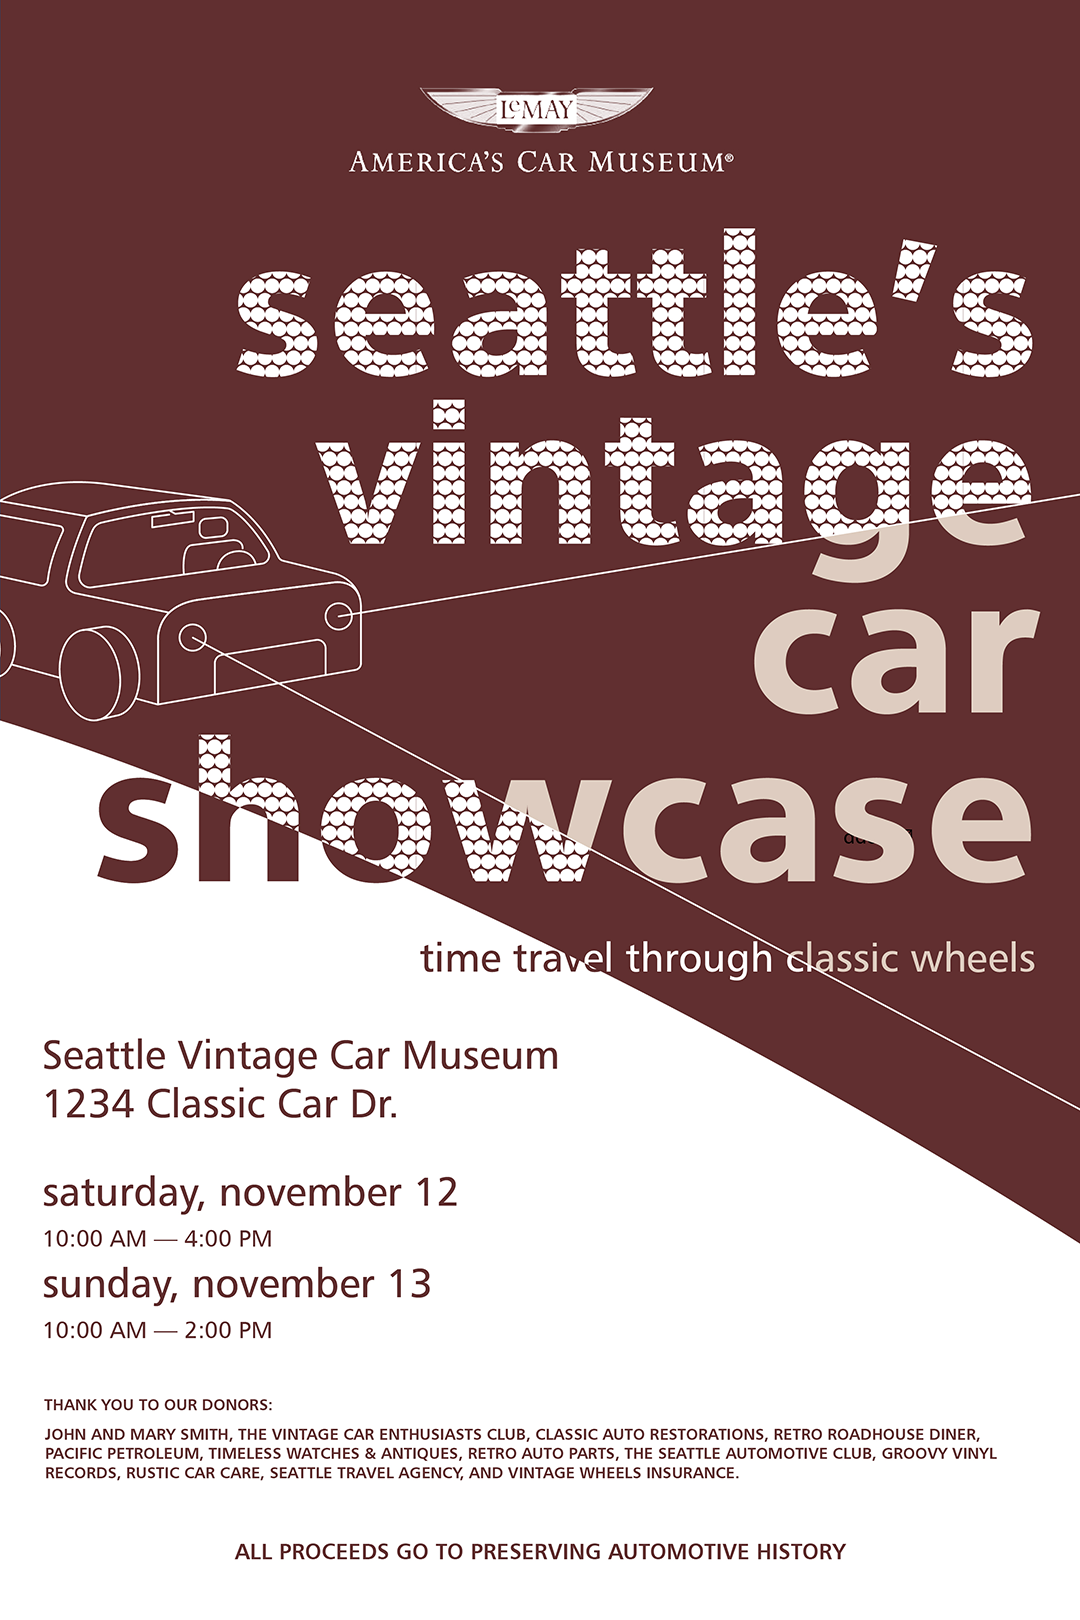 LeMAY
AMERICA'S CAR MUSEUM®
seattle's
vintage
car
showcase
time travel through classic wheels
Seattle Vintage Car Museum
1234 Classic Car Dr.
saturday, november 12
10:00 AM — 4:00 PM
sunday, november 13
10:00 AM — 2:00 PM
THANK YOU TO OUR DONORS:
JOHN AND MARY SMITH, THE VINTAGE CAR ENTHUSIASTS CLUB, CLASSIC AUTO RESTORATIONS, RETRO ROADHOUSE DINER,
PACIFIC PETROLEUM, TIMELESS WATCHES & ANTIQUES, RETRO AUTO PARTS, THE SEATTLE AUTOMOTIVE CLUB, GROOVY VINYL
RECORDS, RUSTIC CAR CARE, SEATTLE TRAVEL AGENCY, AND VINTAGE WHEELS INSURANCE.
ALL PROCEEDS GO TO PRESERVING AUTOMOTIVE HISTORY